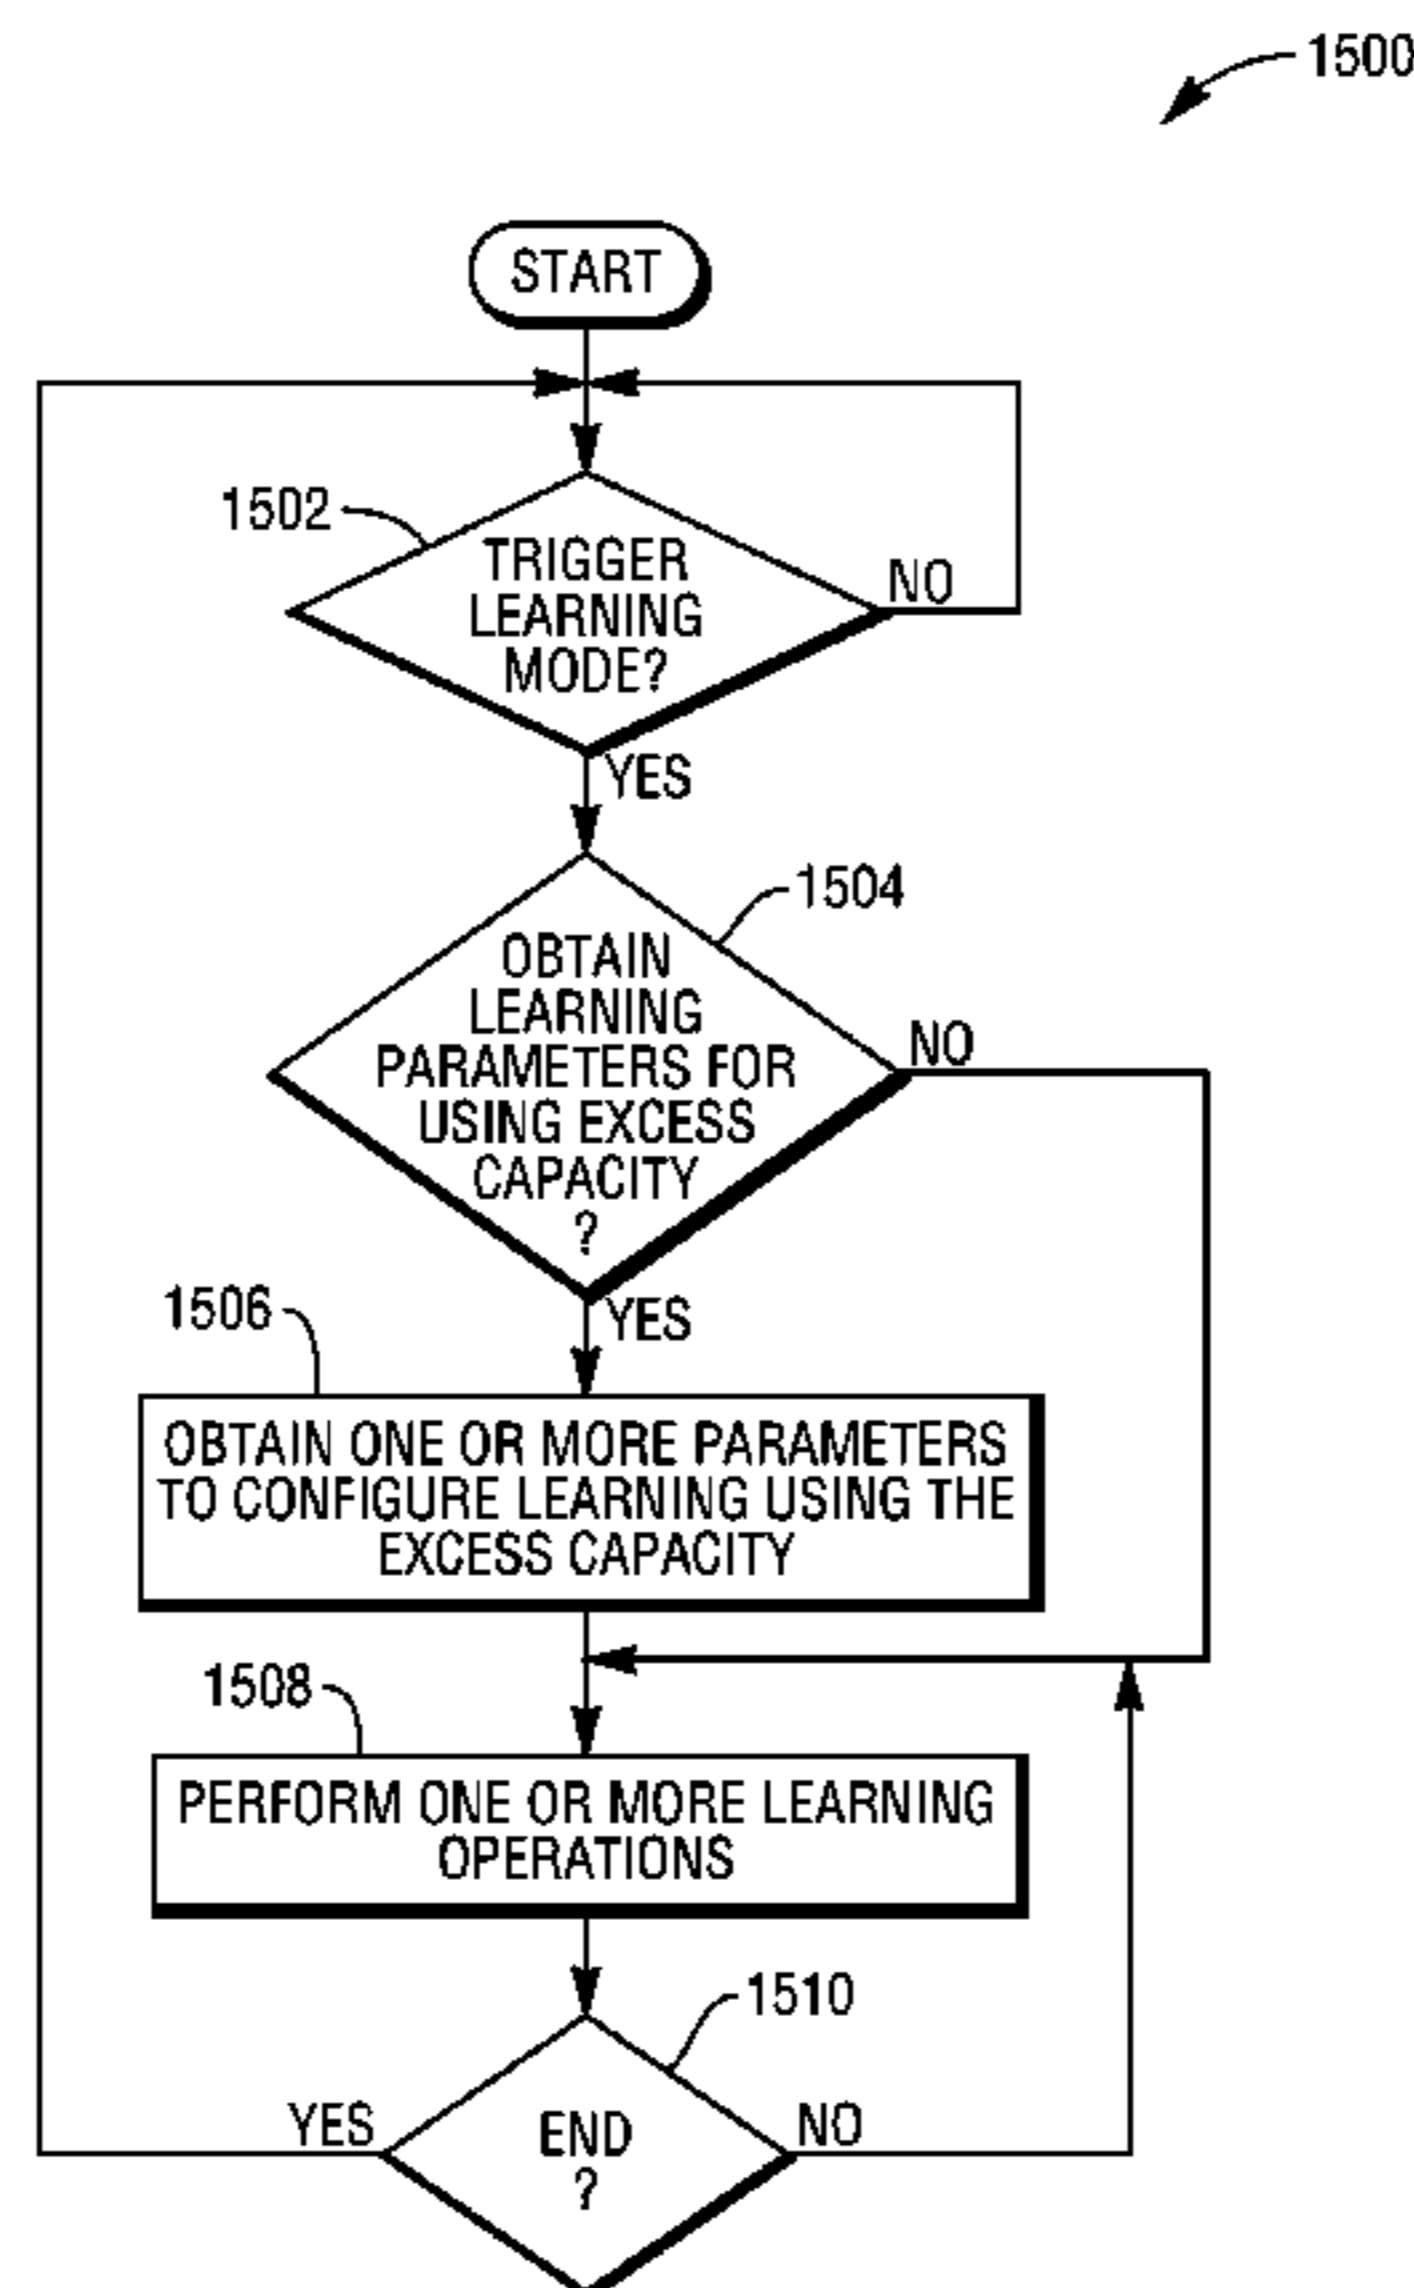 1500
START
1502
TRIGGER
LEARNING
MODE?
NO
YES
1504
OBTAIN
LEARNING
PARAMETERS FOR
USING EXCESS
CAPACITY
?
NO
YES
1506
OBTAIN ONE OR MORE PARAMETERS
TO CONFIGURE LEARNING USING THE
EXCESS CAPACITY
1508
PERFORM ONE OR MORE LEARNING
OPERATIONS
1510
YES
END
?
NO